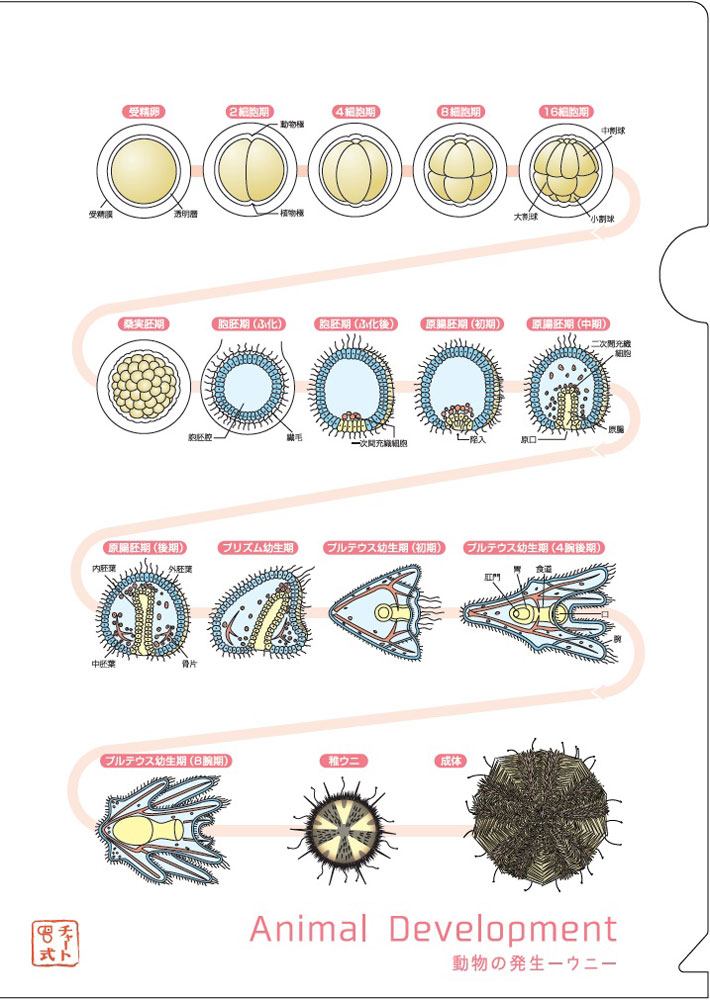 受精卵
2細胞期
4細胞期
8細胞期
16細胞期
動物極
中割球
受精膜
透明層
植物極
大割球
小割球
桑実胚期
胞胚期(ふ化)
胞胚期(ふ化後)
原腸胚期(初期)
原腸胚期(中期)
二次間充織
細胞
胞胚腔
繊毛
一次間充織細胞
陥入
原口
原腸
原腸胚期(後期)
プリズム幼生期
プルテウス幼生期(初期)
プルテウス幼生期(4腕後期)
内胚葉
外胚葉
肛門
胃
食道
口
中胚葉
骨片
腕
プルテウス幼生期(8腕期)
稚ウニ
成体
Animal Development
動物の発生ーウニー
チャート
式